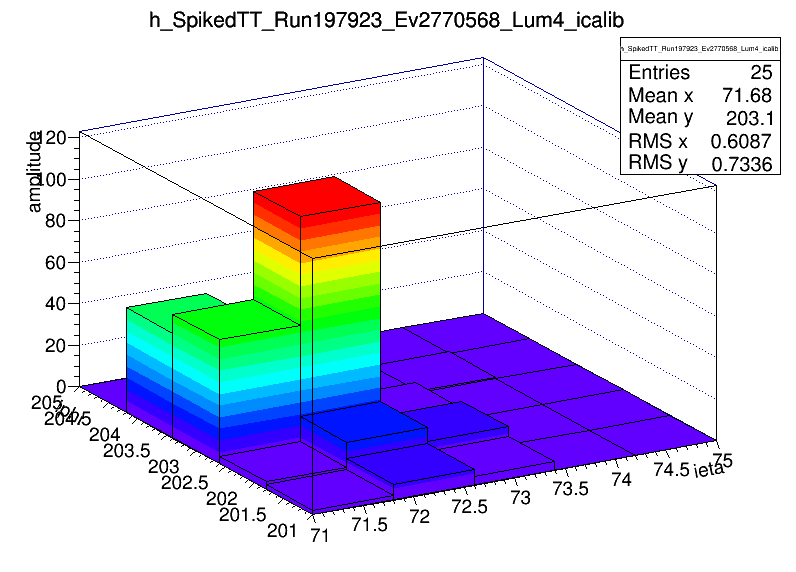 h_SpikedTT_Run197923_Ev2770568_Lum4_icalib
h_SpikedTT_Run197923_Ev2770568_Lum4_icalib
Entries 25
Mean x 71.68
Mean y 203.1
RMS x 0.6087
RMS y 0.7336
amplitude
120
100
80
60
40
20
0
205
204.5
204
203.5
203
202.5
202
201.5
201
71
71.5
72
72.5
73
73.5
74
74.5
75
ieta